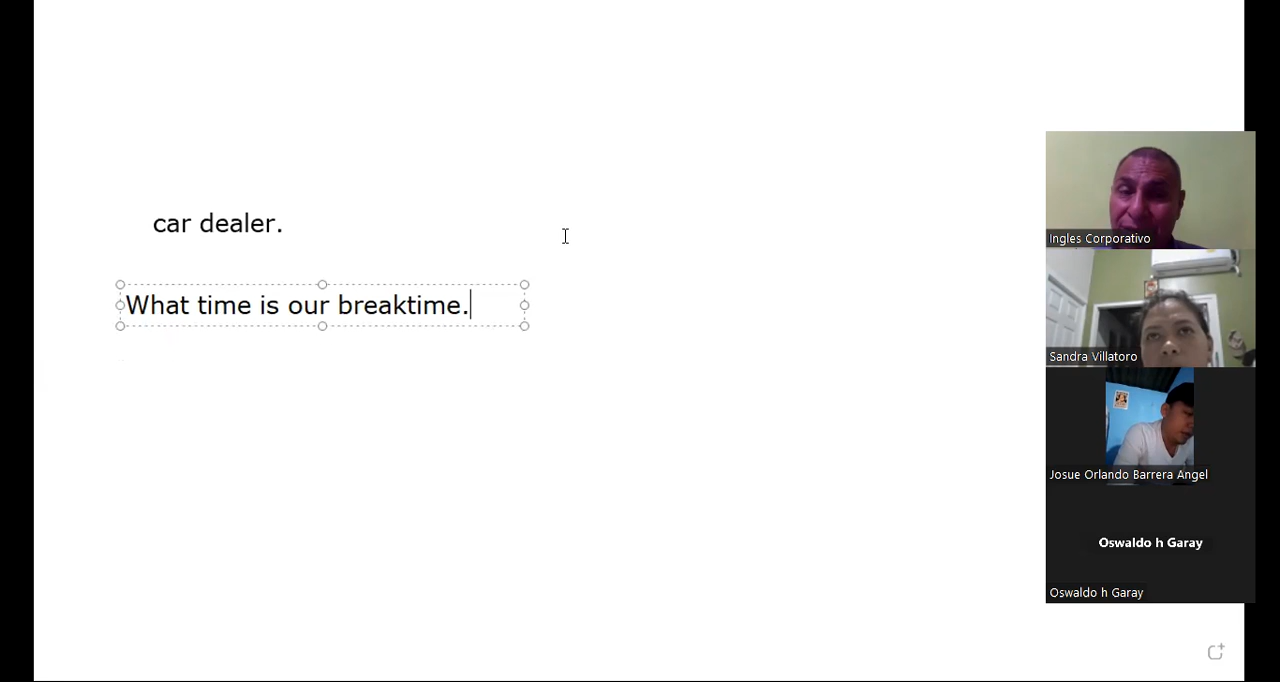 car dealer.
What time is our breaktime.
Ingles Corporativo
Sandra Villatoro
Josue Orlando Barrera Angel
Oswaldo h Garay
Oswaldo h Garay